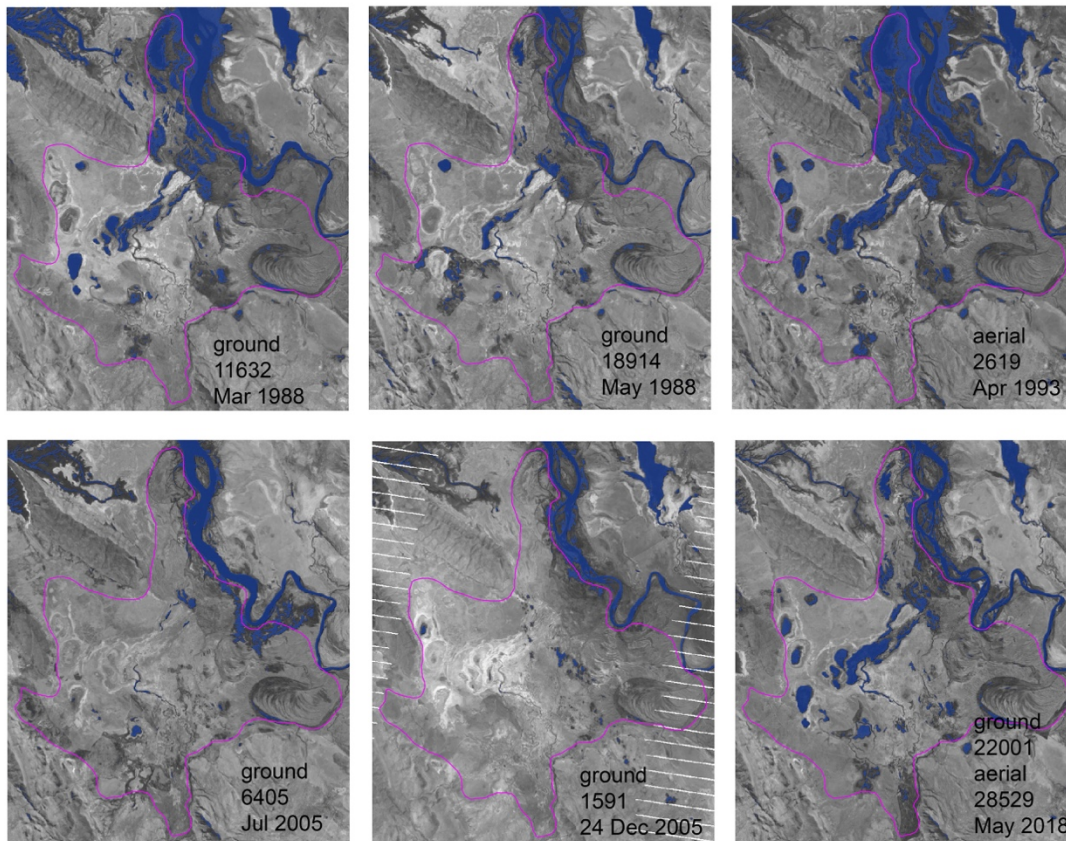 ground
11632
Mar 1988
ground
18914
May 1988
aerial
2619
Apr 1993
ground
6405
Jul 2005
ground
1591
24 Dec 2005
ground
22001
aerial
28529
May 2018